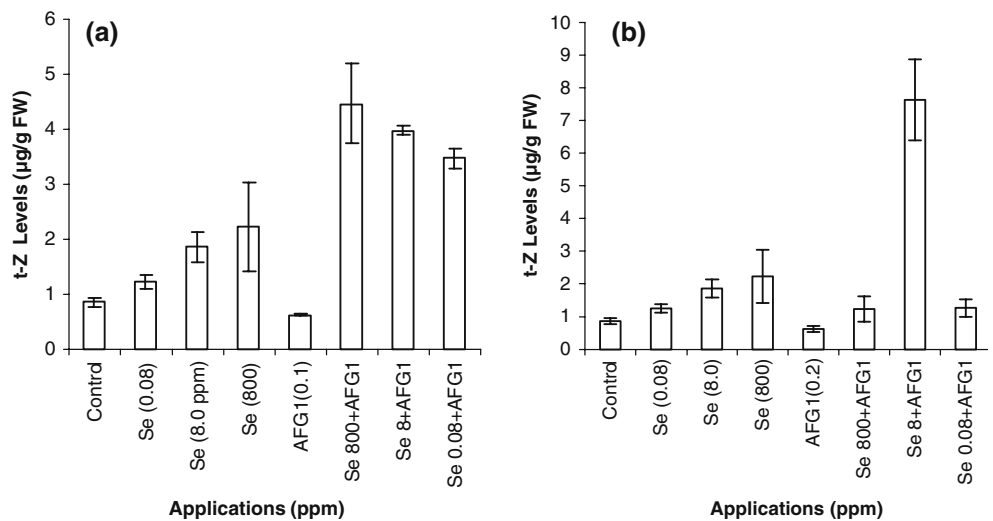 (a)
t-Z Levels (µg/g FW)
6
5
4
3
2
1
0
Control
Se (0.08)
Se (8.0 ppm)
Se (800)
AFG1(0.1)
Se 800+AFG1
Se 8+AFG1
Se 0.08+AFG1
Applications (ppm)
(b)
t-Z Levels (µg/g FW)
10
9
8
7
6
5
4
3
2
1
0
Control
Se (0.08)
Se (8.0)
Se (800)
AFG1(0.2)
Se 800+AFG1
Se 8+AFG1
Se 0.08+AFG1
Applications (ppm)